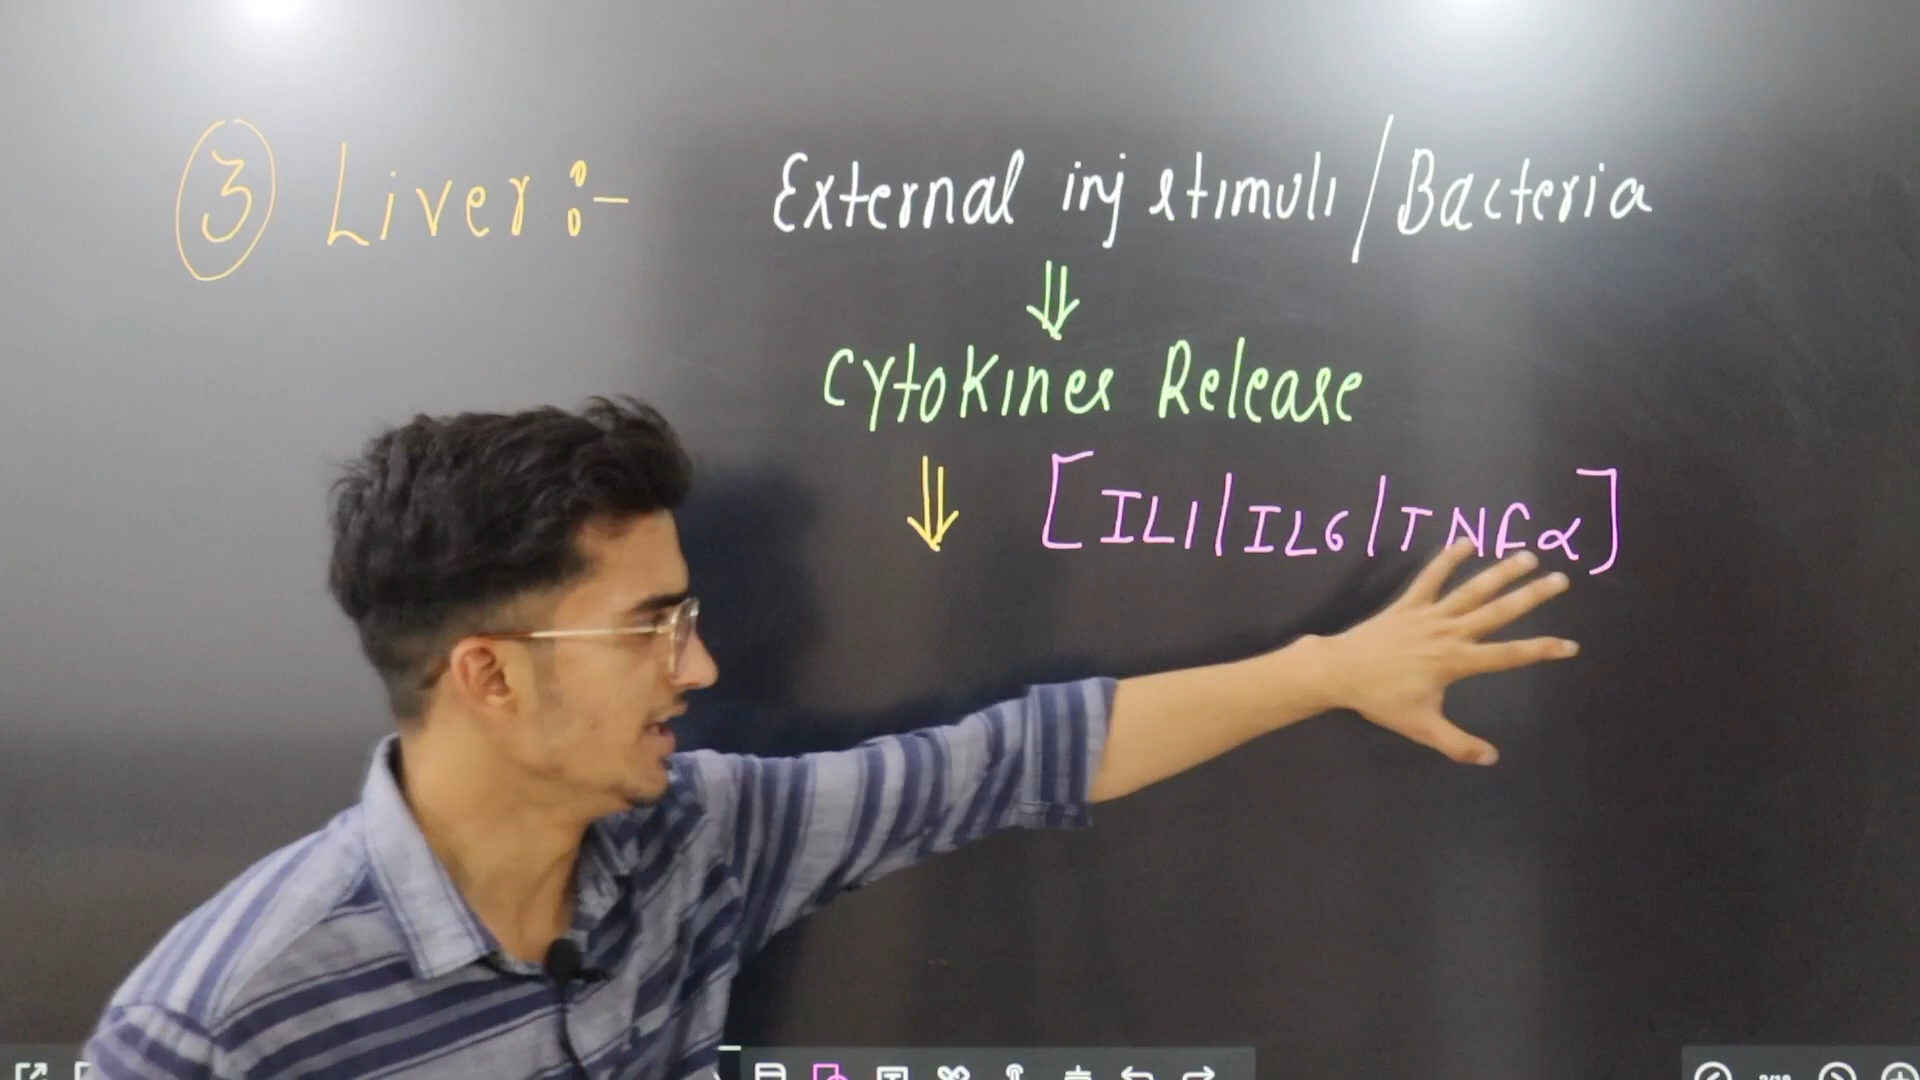 3 Liver :-
External inj stimuli / Bacteria
⇓
Cytokines Release
⇓ [IL1 / IL6 / TNFα]